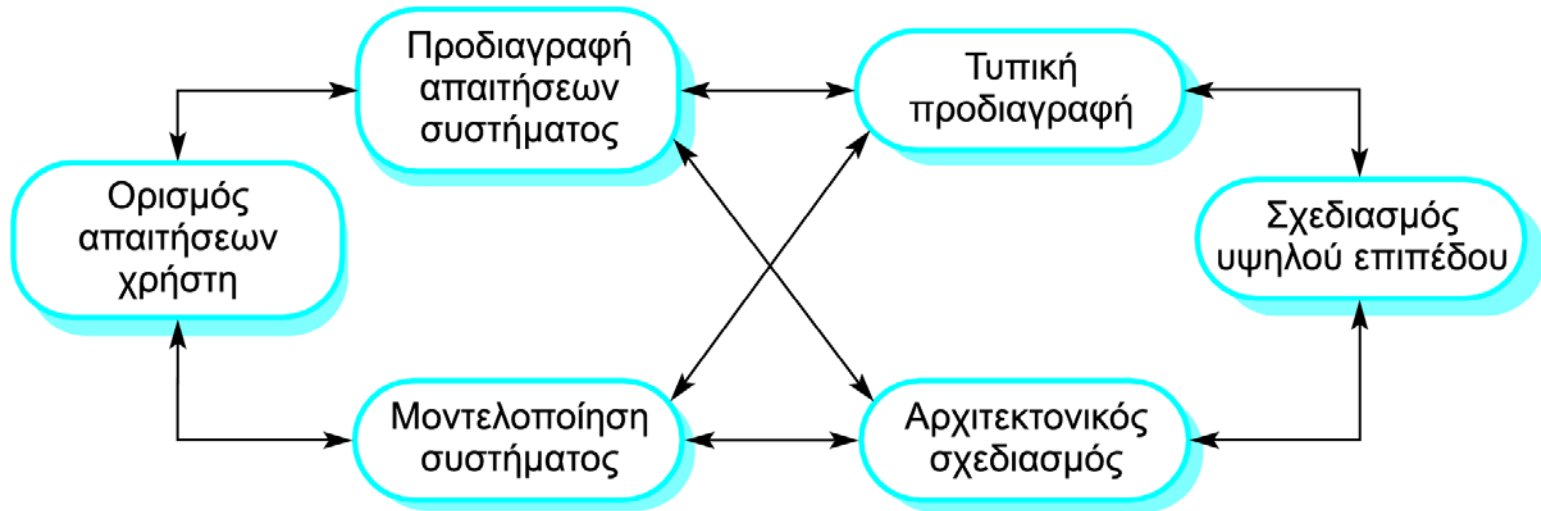 Προδιαγραφή
απαιτήσεων
συστήματος
Τυπική
προδιαγραφή
Ορισμός
απαιτήσεων
χρήστη
Σχεδιασμός
υψηλού επιπέδου
Μοντελοποίηση
συστήματος
Αρχιτεκτονικός
σχεδιασμός